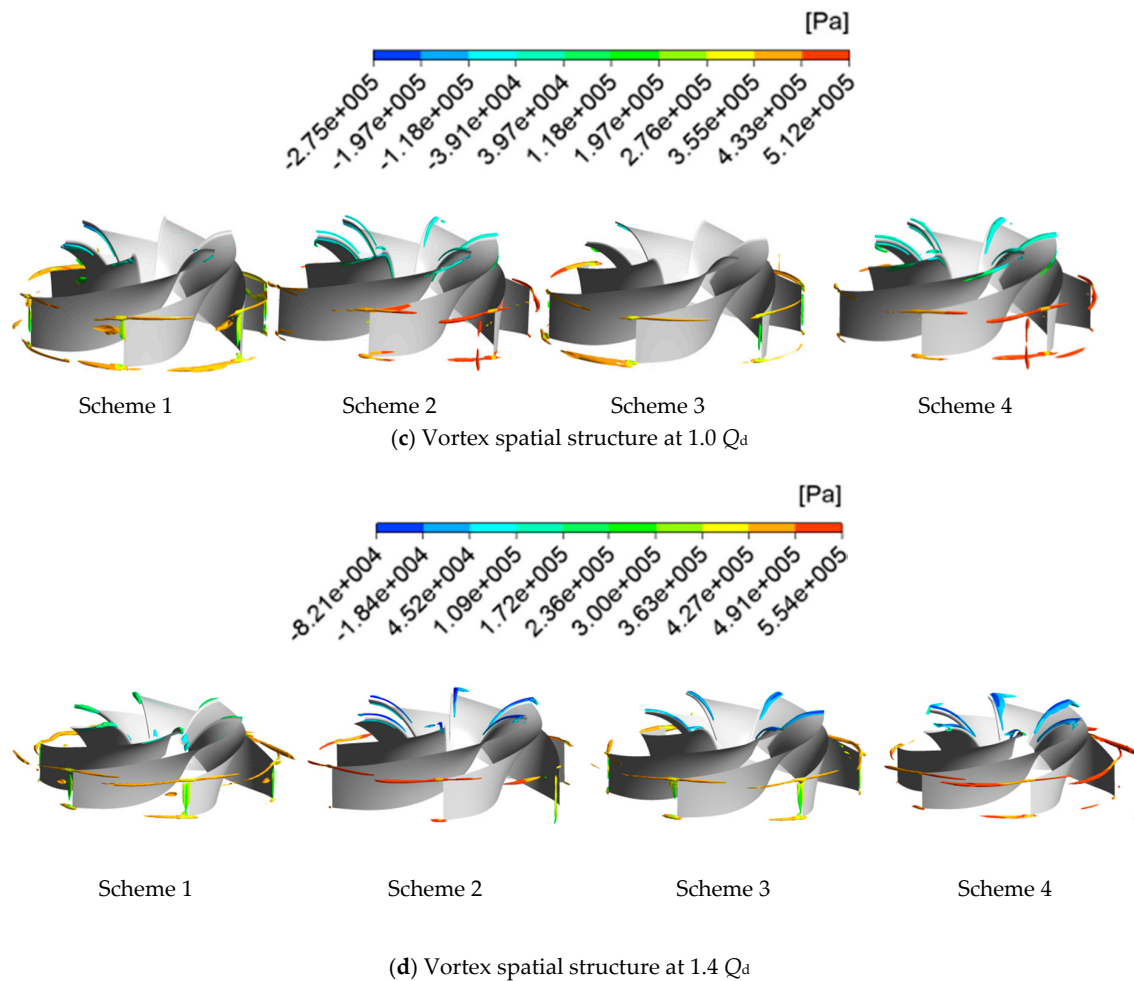 [Pa]
-2.75e+005
-1.97e+005
-1.18e+005
-3.91e+004
3.97e+004
1.18e+005
1.97e+005
2.76e+005
3.55e+005
4.33e+005
5.12e+005
Scheme 1
Scheme 2
Scheme 3
Scheme 4
(c) Vortex spatial structure at 1.0 Qd
[Pa]
-8.21e+004
-1.84e+004
4.52e+004
1.09e+005
1.72e+005
2.36e+005
3.00e+005
3.63e+005
4.27e+005
4.91e+005
5.54e+005
Scheme 1
Scheme 2
Scheme 3
Scheme 4
(d) Vortex spatial structure at 1.4 Qd